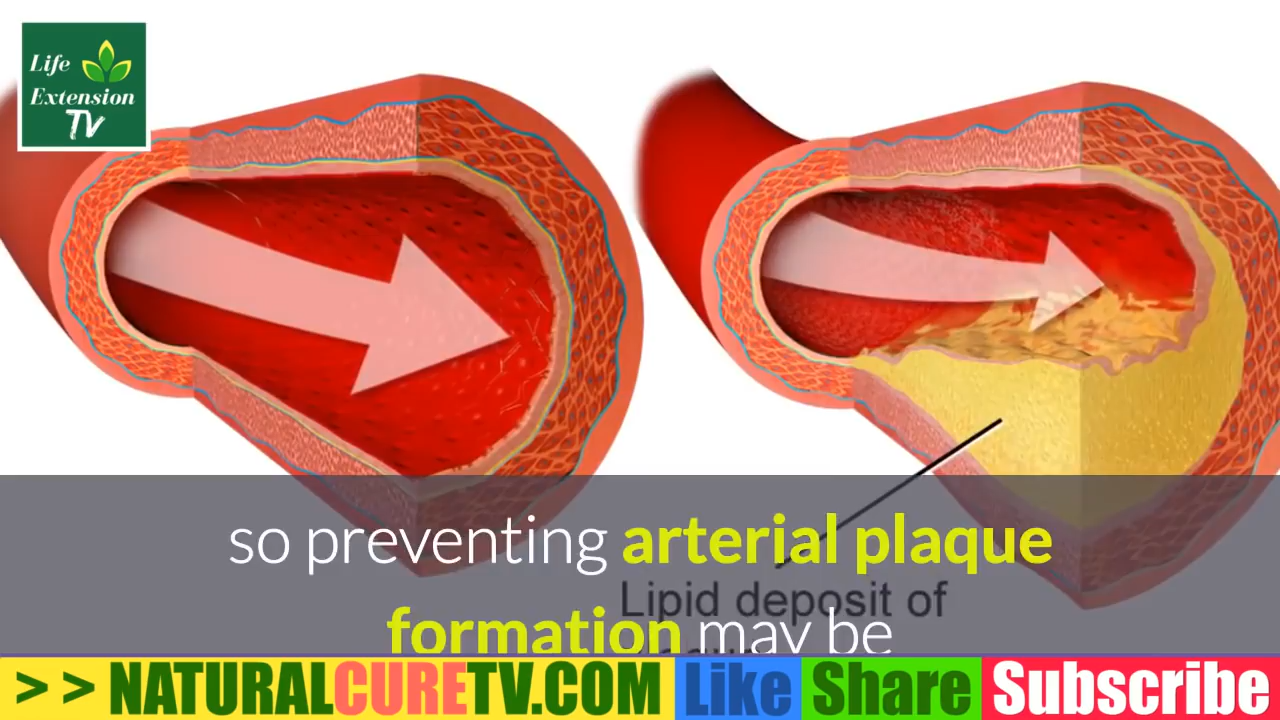 Life
Extension
TV
so preventing arterial plaque
Lipid deposit of
formation may be
> > NATURALCURETV.COM Like Share Subscribe